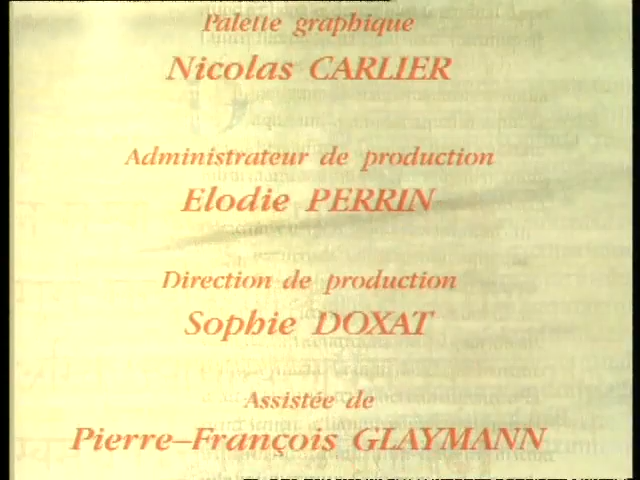 Palette graphique
Nicolas CARLIER
Administrateur de production
Elodie PERRIN
Direction de production
Sophie DOXAT
Assistée de
Pierre-François GLAYMANN